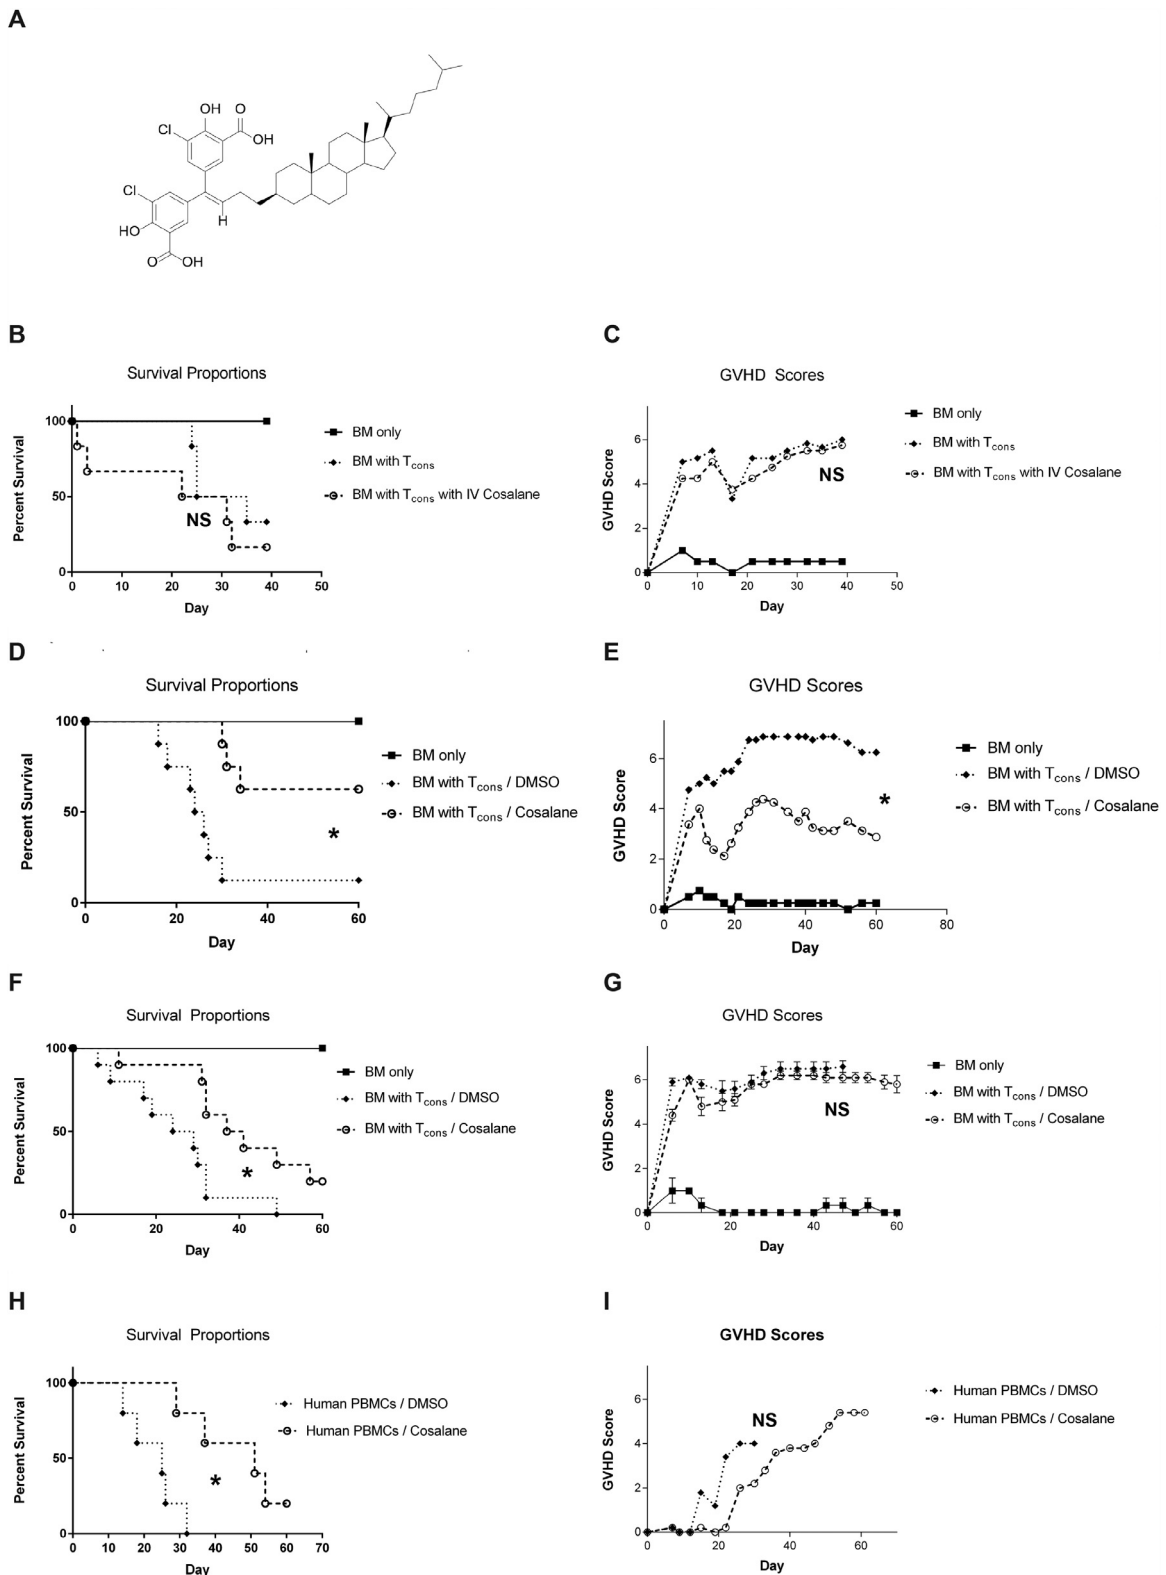 A
OH
O
Cl
OH
Cl
H
HO
O
OH
B
Survival Proportions
Percent Survival
100
50
0
0 10 20 30 40 50
Day
NS
BM only
BM with Tcons
BM with Tcons with IV Cosalane
C
GVHD Scores
GVHD Score
6
4
2
0
0 10 20 30 40 50
Day
NS
BM only
BM with Tcons
BM with Tcons with IV Cosalane
D
Survival Proportions
Percent Survival
100
50
0
0 20 40 60
Day
*
BM only
BM with Tcons / DMSO
BM with Tcons / Cosalane
E
GVHD Scores
GVHD Score
6
4
2
0
0 20 40 60 80
Day
*
BM only
BM with Tcons / DMSO
BM with Tcons / Cosalane
F
Survival Proportions
Percent Survival
100
50
0
0 20 40 60
Day
*
BM only
BM with Tcons / DMSO
BM with Tcons / Cosalane
G
GVHD Scores
GVHD Score
6
4
2
0
0 20 40 60
Day
NS
BM only
BM with Tcons / DMSO
BM with Tcons / Cosalane
H
Survival Proportions
Percent Survival
100
50
0
0 10 20 30 40 50 60 70
Day
*
Human PBMCs / DMSO
Human PBMCs / Cosalane
I
GVHD Scores
GVHD Score
6
4
2
0
0 20 40 60
Day
NS
Human PBMCs / DMSO
Human PBMCs / Cosalane